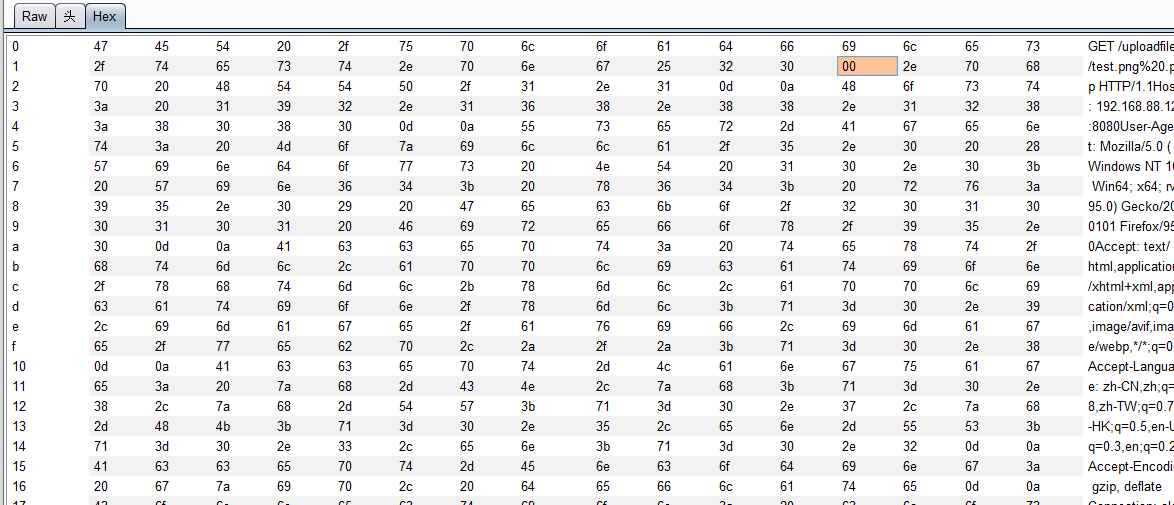 Raw 头 Hex
0 47 45 54 20 2f 75 70 6c 6f 61 64 66 69 6c 65 73 GET /uploadfile
1 2f 74 65 73 74 2e 70 6e 67 25 32 30 00 2e 70 68 /test.png%20.p
2 70 20 48 54 54 50 2f 31 2e 31 0d 0a 48 6f 73 74 p HTTP/1.1Hos
3 3a 20 31 39 32 2e 31 36 38 2e 38 38 2e 31 32 38 : 192.168.88.12
4 3a 38 30 38 30 0d 0a 55 73 65 72 2d 41 67 65 6e :8080User-Age
5 74 3a 20 4d 6f 7a 69 6c 6c 61 2f 35 2e 30 20 28 t: Mozilla/5.0 (
6 57 69 6e 64 6f 77 73 20 4e 54 20 31 30 2e 30 3b Windows NT 1
7 20 57 69 6e 36 34 3b 20 78 36 34 3b 20 72 76 3a Win64; x64; rv
8 39 35 2e 30 29 20 47 65 63 6b 6f 2f 32 30 31 30 95.0) Gecko/20
9 30 31 30 31 20 46 69 72 65 66 6f 78 2f 39 35 2e 0101 Firefox/95
a 30 0d 0a 41 63 63 65 70 74 3a 20 74 65 78 74 2f 0Accept: text/
b 68 74 6d 6c 2c 61 70 70 6c 69 63 61 74 69 6f 6e html,application
c 2f 78 68 74 6d 6c 2b 78 6d 6c 2c 61 70 70 6c 69 /xhtml+xml,app
d 63 61 74 69 6f 6e 2f 78 6d 6c 3b 71 3d 30 2e 39 cation/xml;q=0
e 2c 69 6d 61 67 65 2f 61 76 69 66 2c 69 6d 61 67 ,image/avif,ima
f 65 2f 77 65 62 70 2c 2a 2f 2a 3b 71 3d 30 2e 38 e/webp,*/*;q=0
10 0d 0a 41 63 63 65 70 74 2d 4c 61 6e 67 75 61 67 Accept-Langua
11 65 3a 20 7a 68 2d 43 4e 2c 7a 68 3b 71 3d 30 2e e: zh-CN,zh;q=
12 38 2c 7a 68 2d 54 57 3b 71 3d 30 2e 37 2c 7a 68 8,zh-TW;q=0.7
13 2d 48 4b 3b 71 3d 30 2e 35 2c 65 6e 2d 55 53 3b -HK;q=0.5,en-U
14 71 3d 30 2e 33 2c 65 6e 3b 71 3d 30 2e 32 0d 0a q=0.3,en;q=0.2
15 41 63 63 65 70 74 2d 45 6e 63 6f 64 69 6e 67 3a Accept-Encodi
16 20 67 7a 69 70 2c 20 64 65 66 6c 61 74 65 0d 0a gzip, deflate